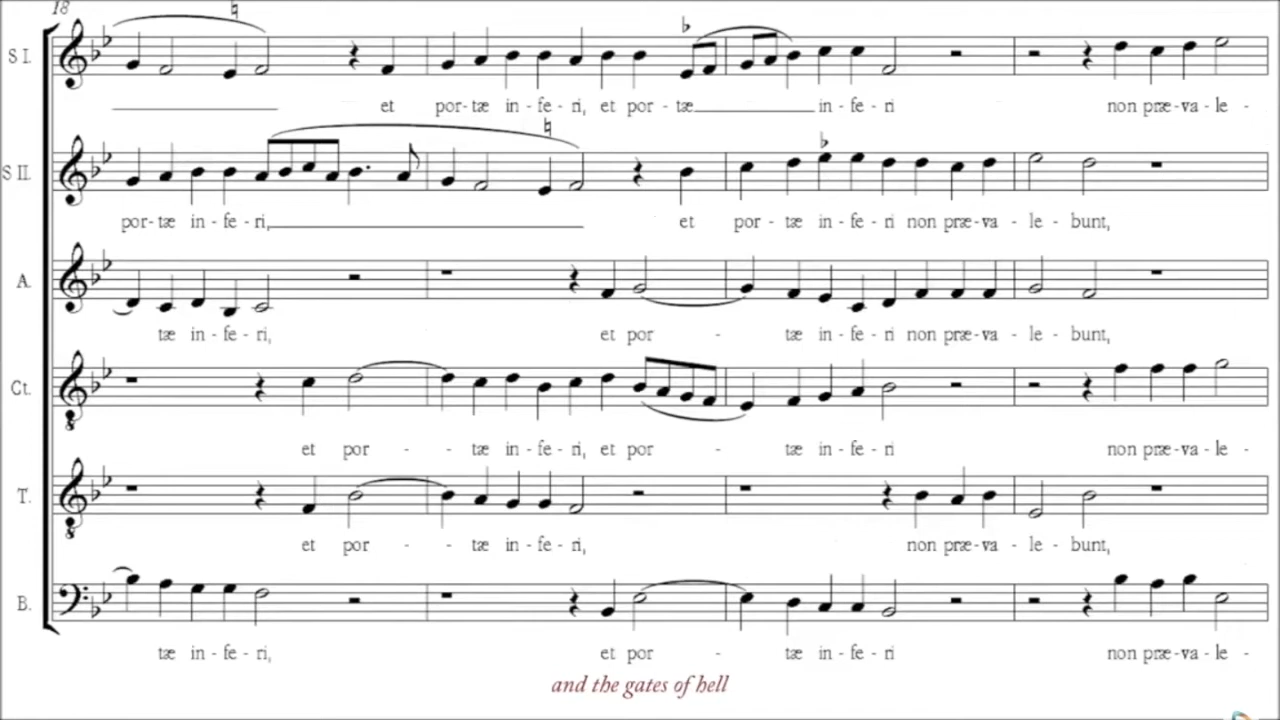 18
S I.
et por-tæ in-fe-ri, et por-tæ in-fe-ri non præ-va-le-
S II.
por-tæ in-fe-ri, et por-tæ in-fe-ri non præ-va-le-bunt,
A.
tæ in-fe-ri, et por-tæ in-fe-ri non præ-va-le-bunt,
Ct.
et por--tæ in-fe-ri, et por-tæ in-fe-ri non præ-va-le-
T.
et por--tæ in-fe-ri, non præ-va-le-bunt,
B.
tæ in-fe-ri, et por-tæ in-fe-ri non præ-va-le-
and the gates of hell